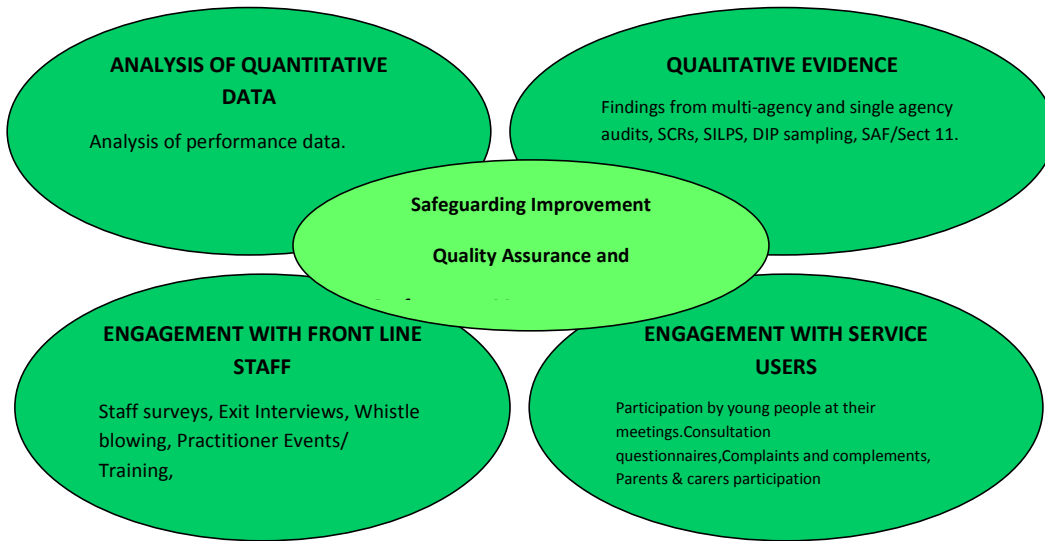 ANALYSIS OF QUANTITATIVE
DATA
Analysis of performance data.
QUALITATIVE EVIDENCE
Findings from multi-agency and single agency
audits, SCRs, SILPS, DIP sampling, SAF/Sect 11.
Safeguarding Improvement
Quality Assurance and
ENGAGEMENT WITH FRONT LINE
STAFF
Staff surveys, Exit Interviews, Whistle
blowing, Practitioner Events/
Training,
ENGAGEMENT WITH SERVICE
USERS
Participation by young people at their
meetings.Consultation
questionnaires,Complaints and complements,
Parents & carers participation